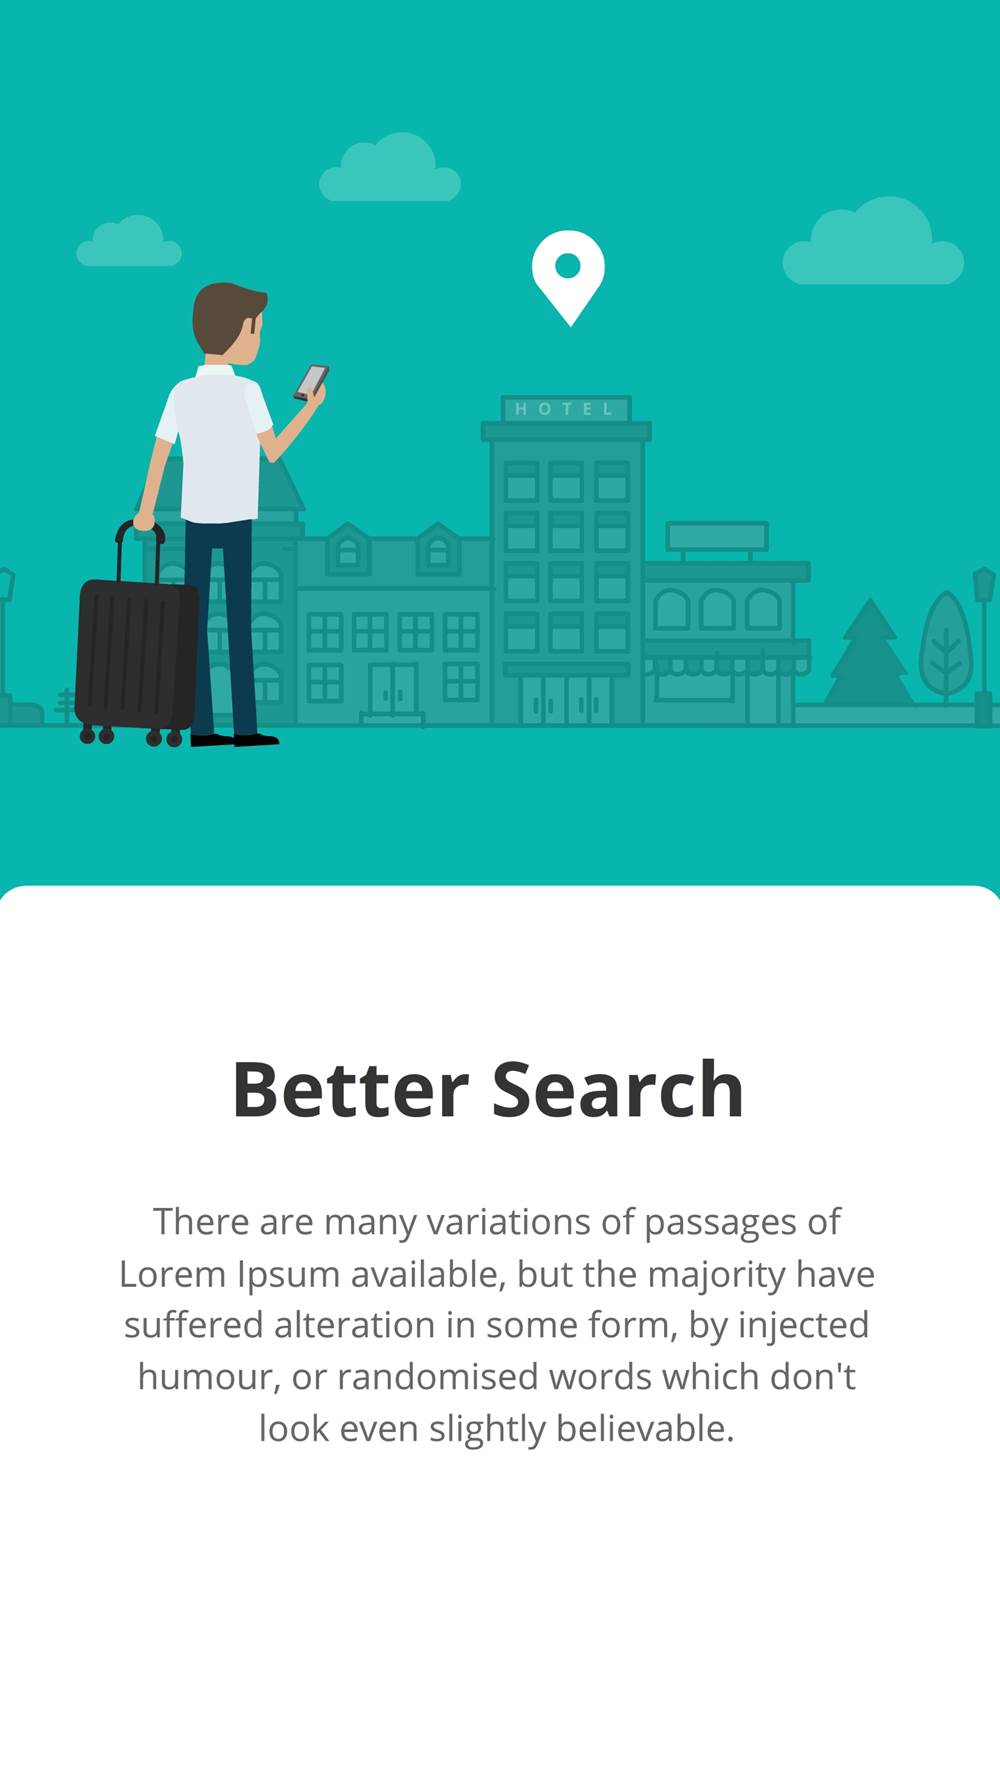 HOTEL
Better Search
There are many variations of passages of
Lorem Ipsum available, but the majority have
suffered alteration in some form, by injected
humour, or randomised words which don't
look even slightly believable.